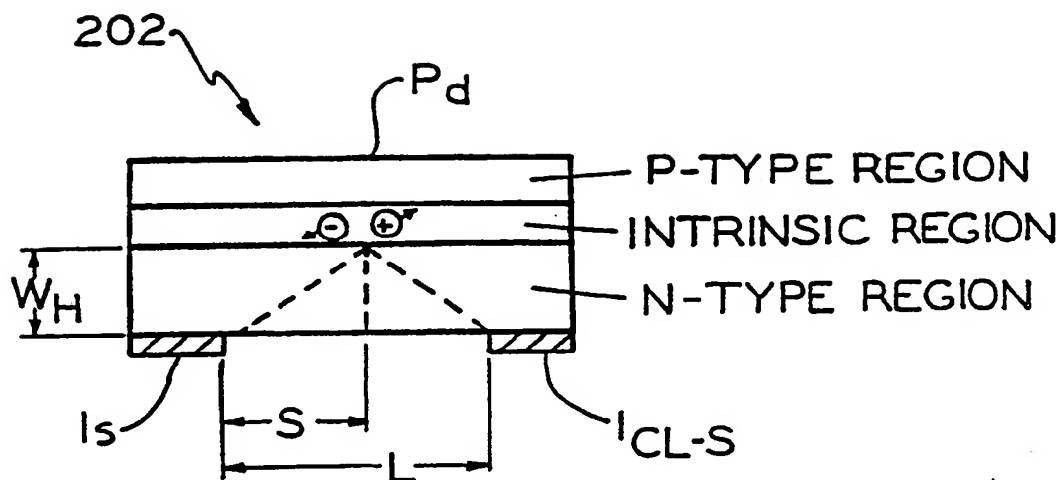 202
Pd
P-TYPE REGION
- +
INTRINSIC REGION
N-TYPE REGION
WH
IS
S
L
ICL-S